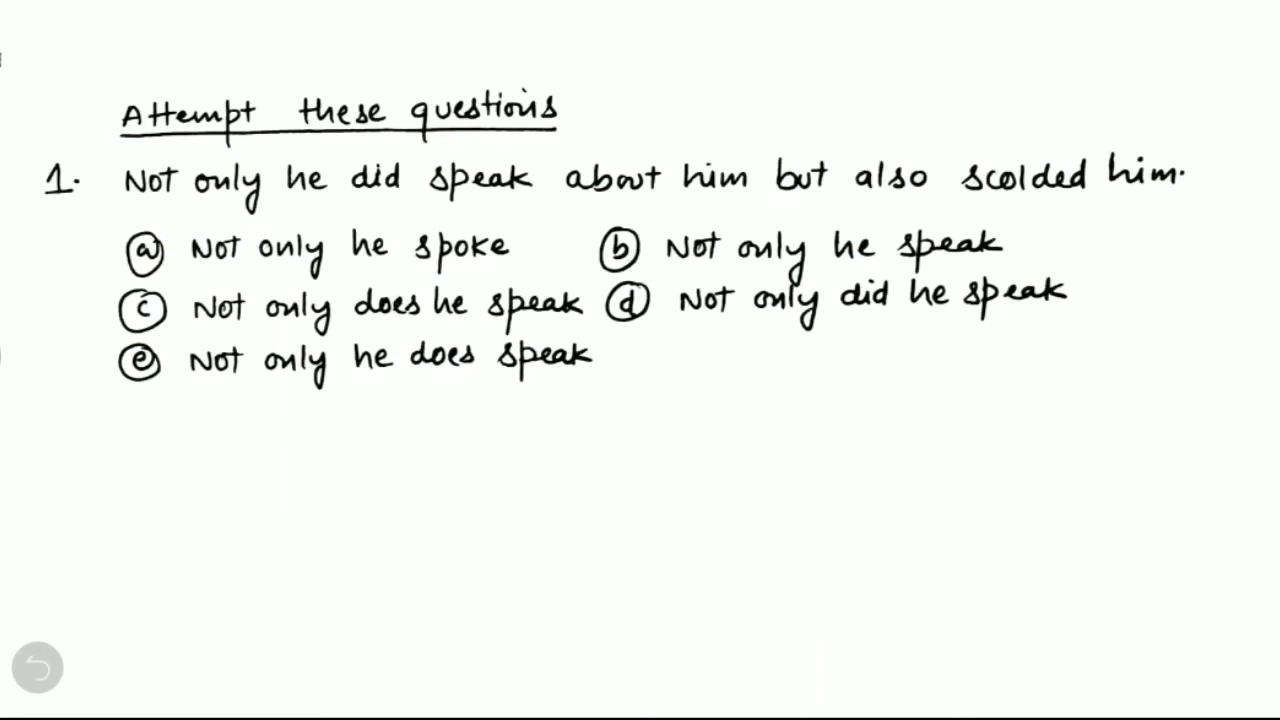 Attempt these questions
1. Not only he did speak about him but also scolded him.
(a) Not only he spoke (b) Not only he speak
(c) Not only does he speak (d) Not only did he speak
(e) Not only he does speak